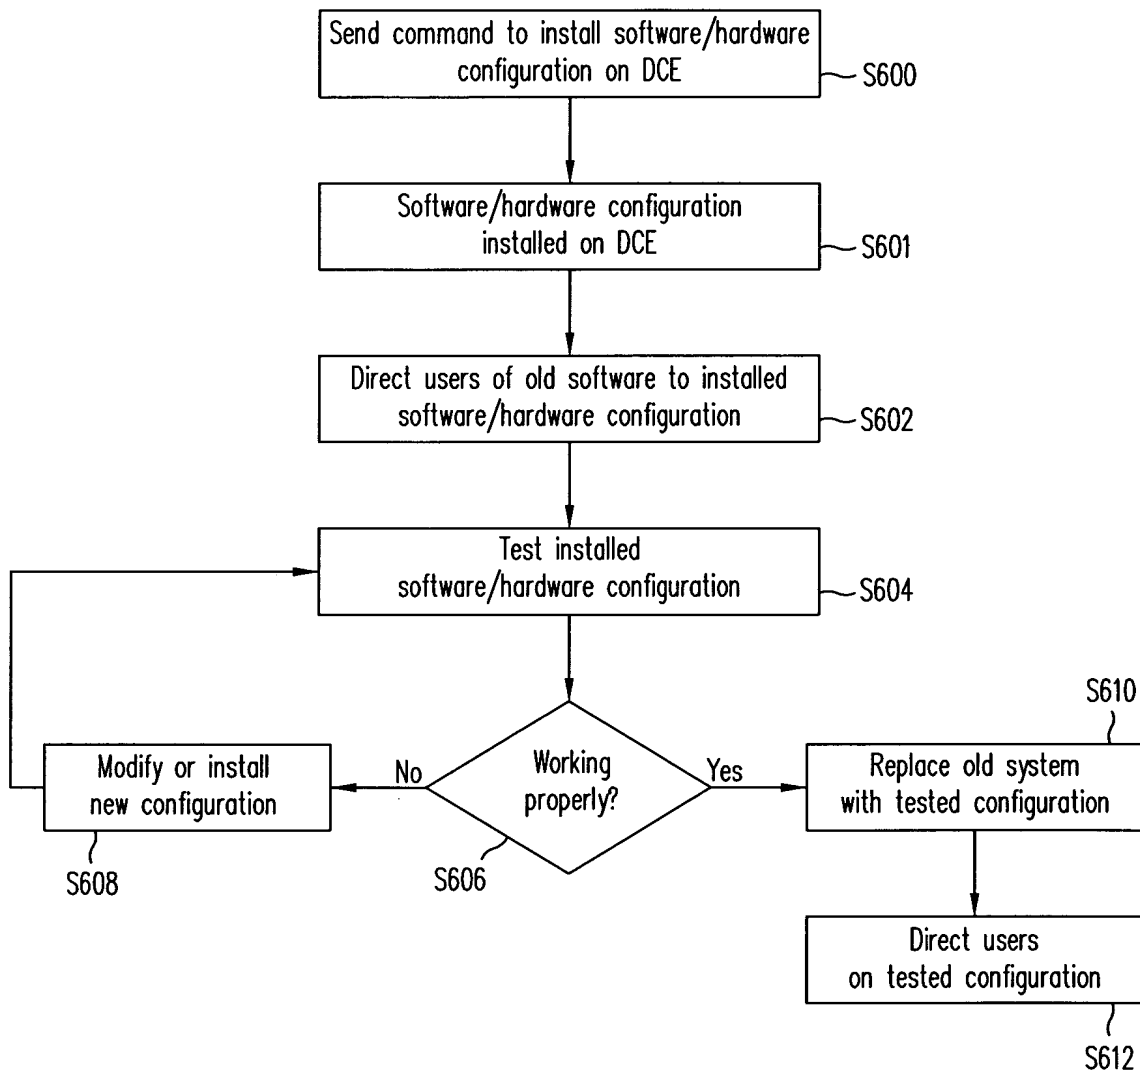 Send command to install software/hardware
configuration on DCE
S600
Software/hardware configuration
installed on DCE
S601
Direct users of old software to installed
software/hardware configuration
S602
Test installed
software/hardware configuration
S604
Working
properly?
S606
No
Yes
Modify or install
new configuration
S608
S610
Replace old system
with tested configuration
Direct users
on tested configuration
S612